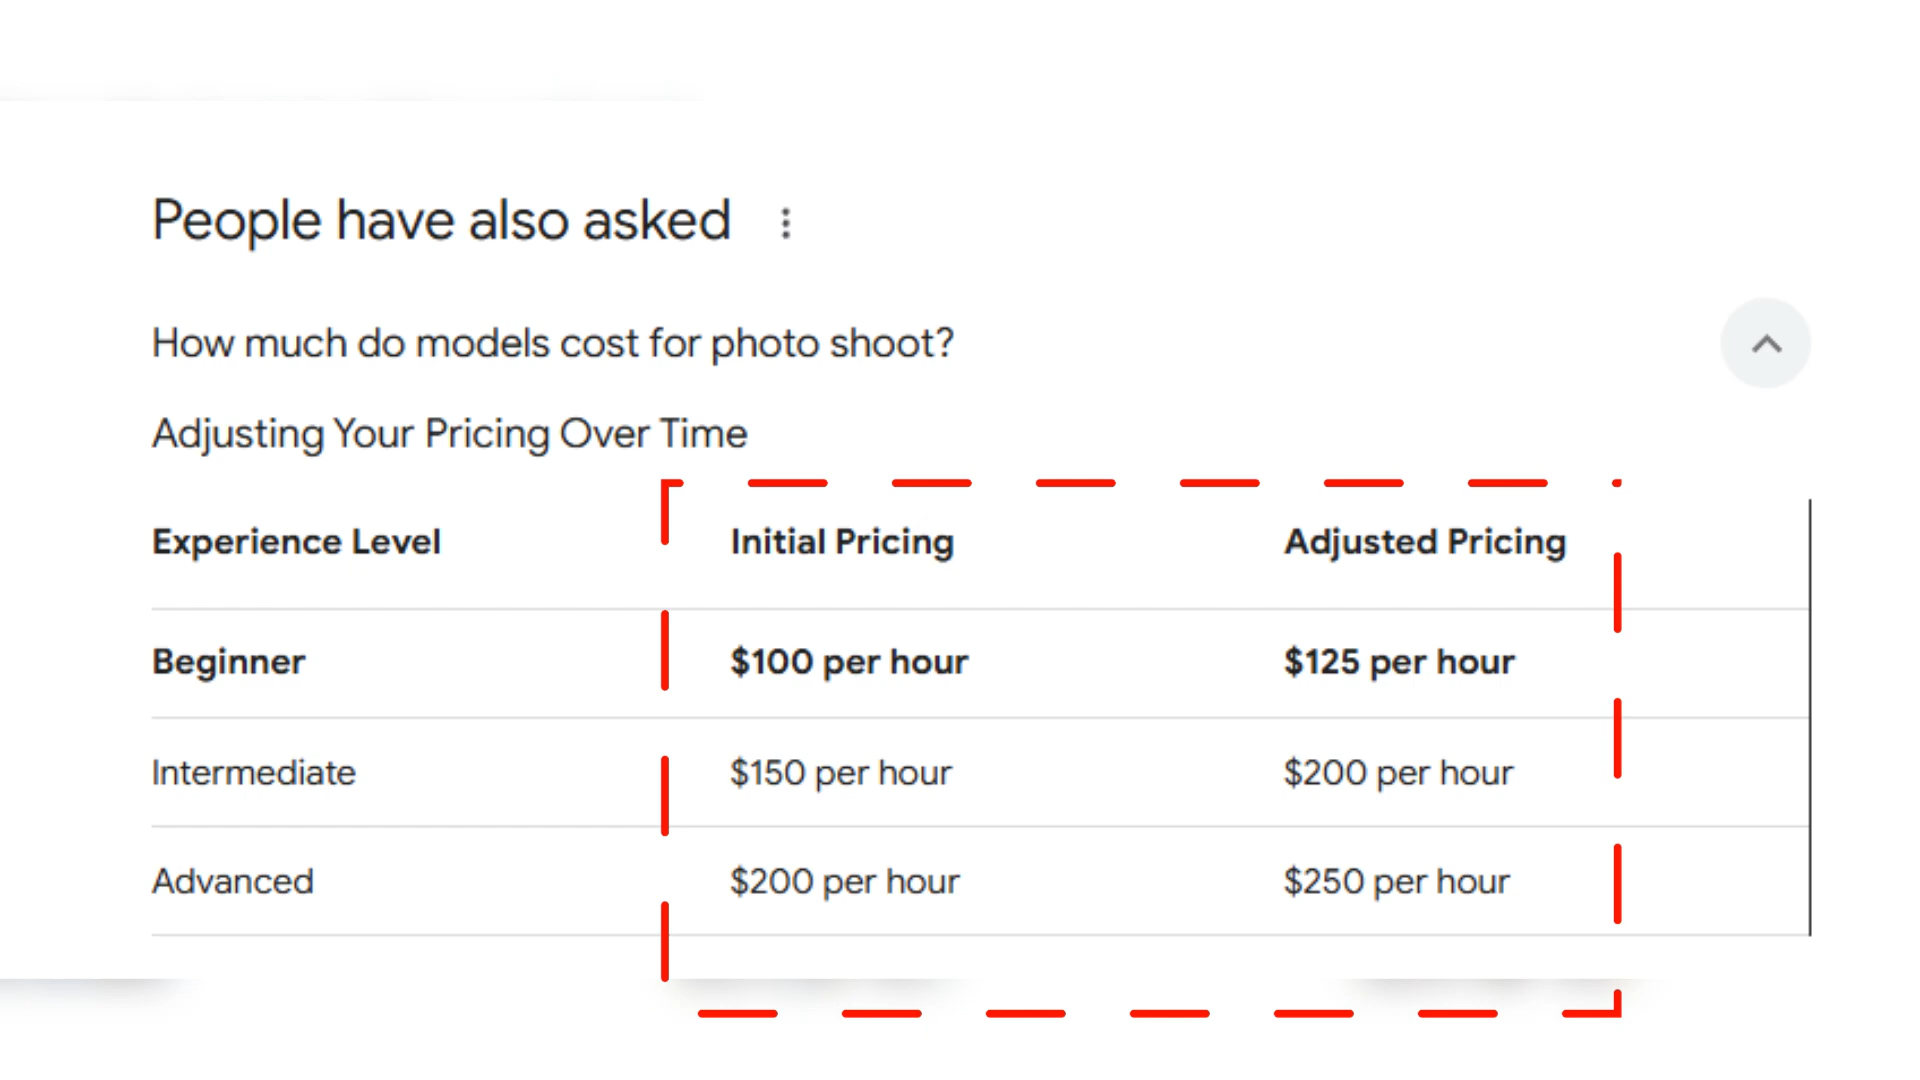 People have also asked
How much do models cost for photo shoot?
Adjusting Your Pricing Over Time
Experience Level Initial Pricing Adjusted Pricing
Beginner $100 per hour $125 per hour
Intermediate $150 per hour $200 per hour
Advanced $200 per hour $250 per hour